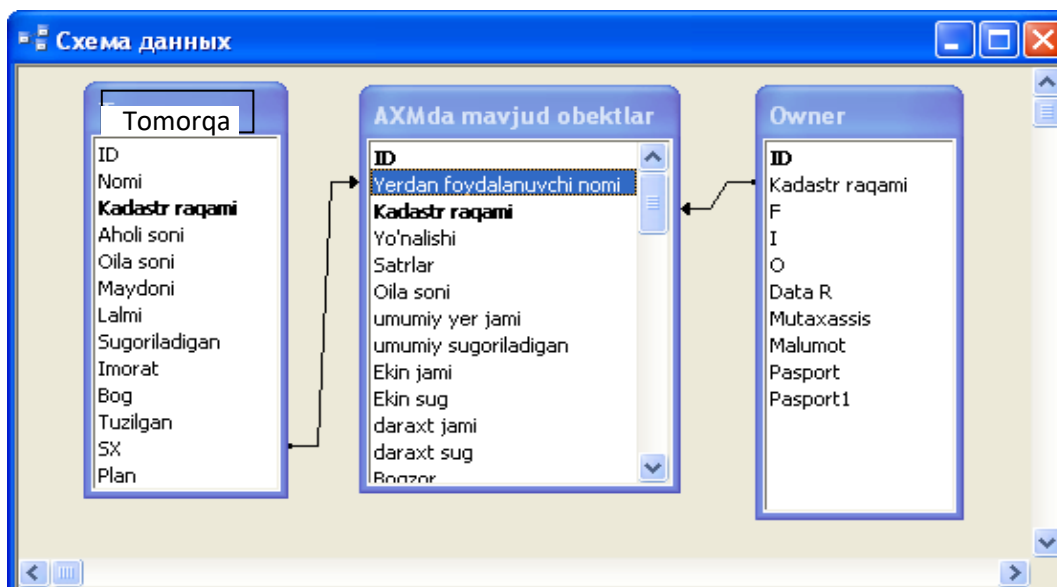 Схема данных
Tomorqa
ID
Nomi
Kadastr raqami
Aholi soni
Oila soni
Maydoni
Lalmi
Sugoriladigan
Imorat
Bog
Tuzilgan
SX
Plan
AXMda mavjud obektlar
ID
Yerdan foydalanuvchi nomi
Kadastr raqami
Yo'nalishi
Satrlar
Oila soni
umumiy yer jami
umumiy sugoriladigan
Ekin jami
Ekin sug
daraxt jami
daraxt sug
Bogzor
Owner
ID
Kadastr raqami
F
I
O
Data R
Mutaxassis
Malumot
Pasport
Pasport1